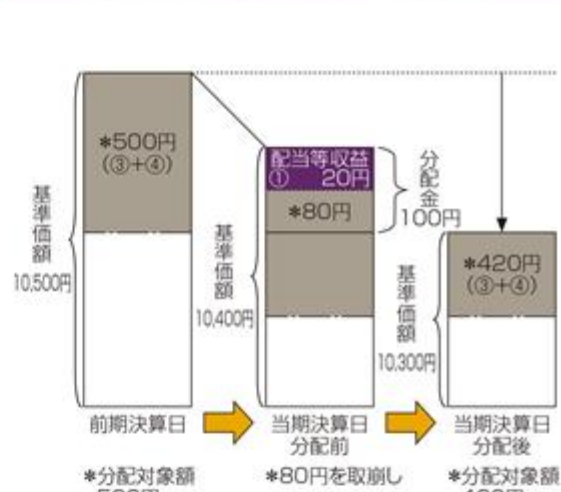 *500円
(③+④)
基準価額
10,500円
前期決算日
*分配対象額
配当等収益
① 20円
*80円
分配金
100円
基準価額
10,400円
当期決算日
分配前
*80円を取崩し
*420円
(③+④)
基準価額
10,300円
当期決算日
分配後
*分配対象額